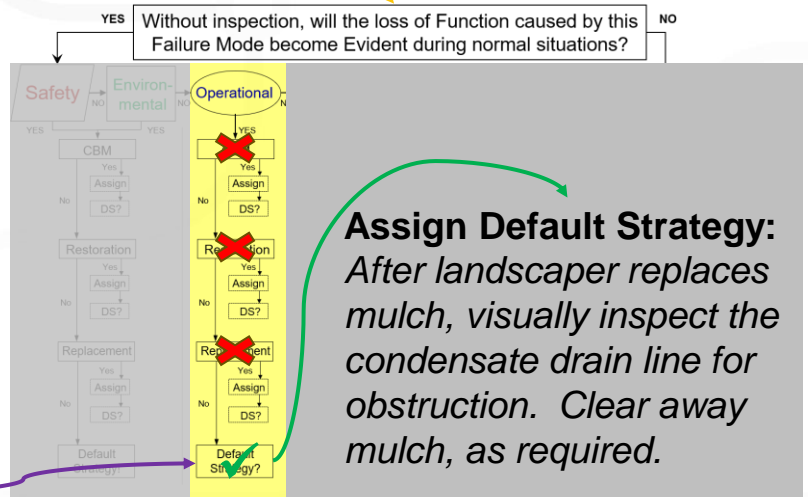 YES
Without inspection, will the loss of Function caused by this
Failure Mode become Evident during normal situations?
NO
Safety
NO
Environ-
mental
NO
Operational
YES
YES
CBM
Yes
Assign
No
DS?
Restoration
Yes
Assign
No
DS?
Replacement
Yes
Assign
No
DS?
Default
Strategy?
YES
Yes
Assign
No
DS?
Yes
Assign
No
DS?
Yes
Assign
No
DS?
Default
Strategy?
Assign Default Strategy:
After landscaper replaces
mulch, visually inspect the
condensate drain line for
obstruction. Clear away
mulch, as required.